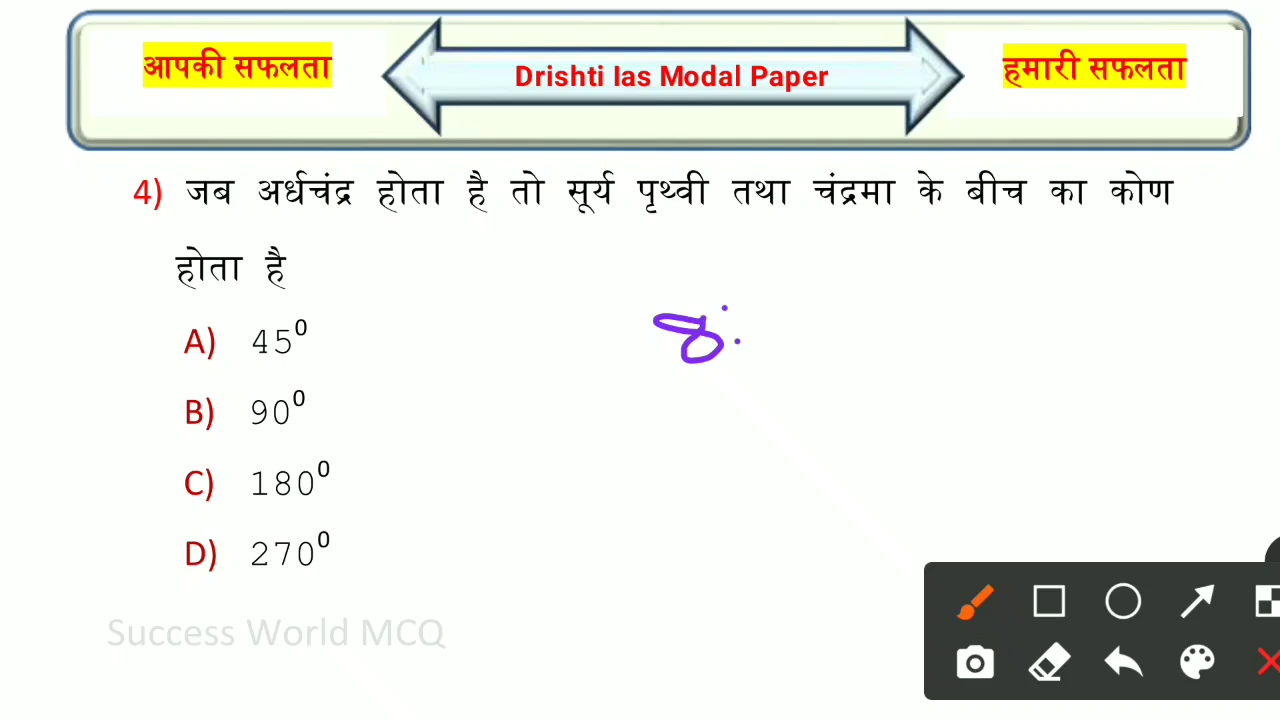 आपकी सफलता
Drishti Ias Modal Paper
हमारी सफलता
4) जब अर्धचंद्र होता है तो सूर्य पृथ्वी तथा चंद्रमा के बीच का कोण
होता है
A) 45⁰
B) 90⁰
C) 180⁰
D) 270⁰
Success World MCQ